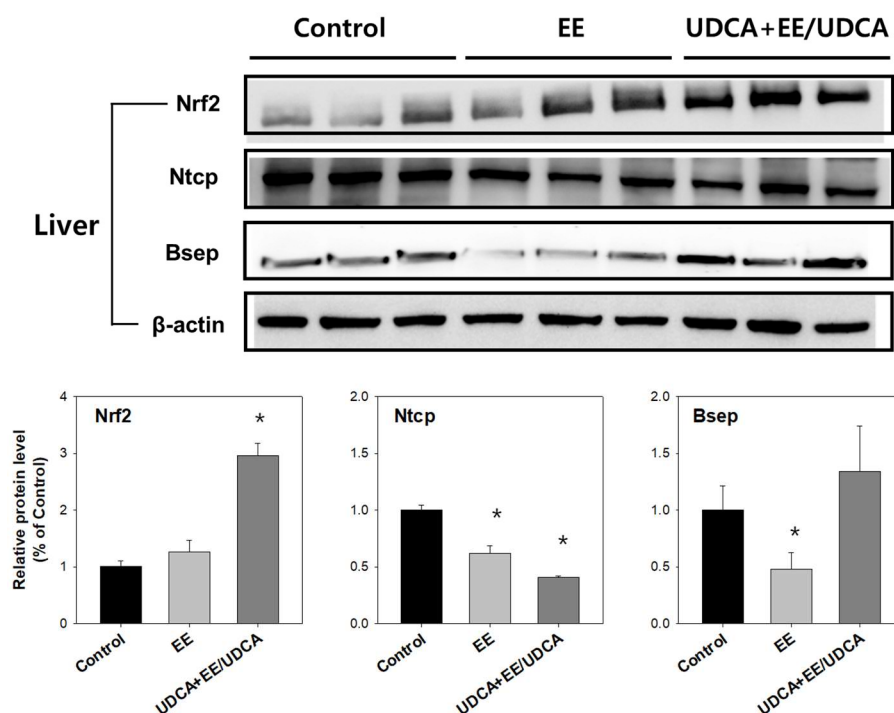 Control EE UDCA+EE/UDCA
Nrf2
Ntcp
Liver
Bsep
β-actin
Relative protein level
(% of Control)
Nrf2
4
3
2
1
0
*
Control EE UDCA+EE/UDCA
Ntcp
2.0
1.5
1.0
0.5
0.0
*
*
Control EE UDCA+EE/UDCA
Bsep
2.0
1.5
1.0
0.5
0.0
*
Control EE UDCA+EE/UDCA